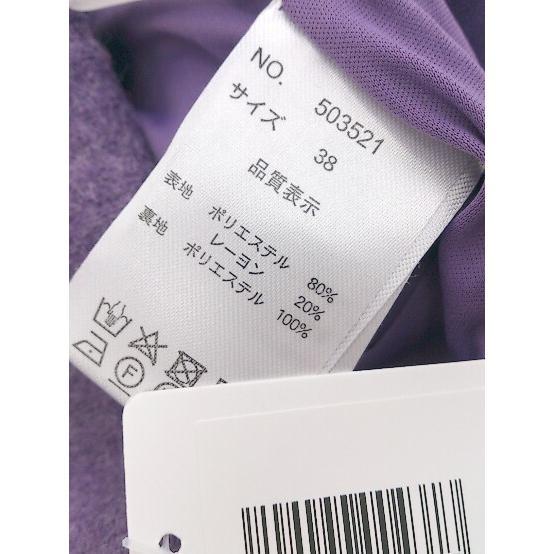 NO. 503521
サイズ 38
品質表示
表地 ポリエステル 80%
レーヨン 20%
裏地 ポリエステル 100%
F